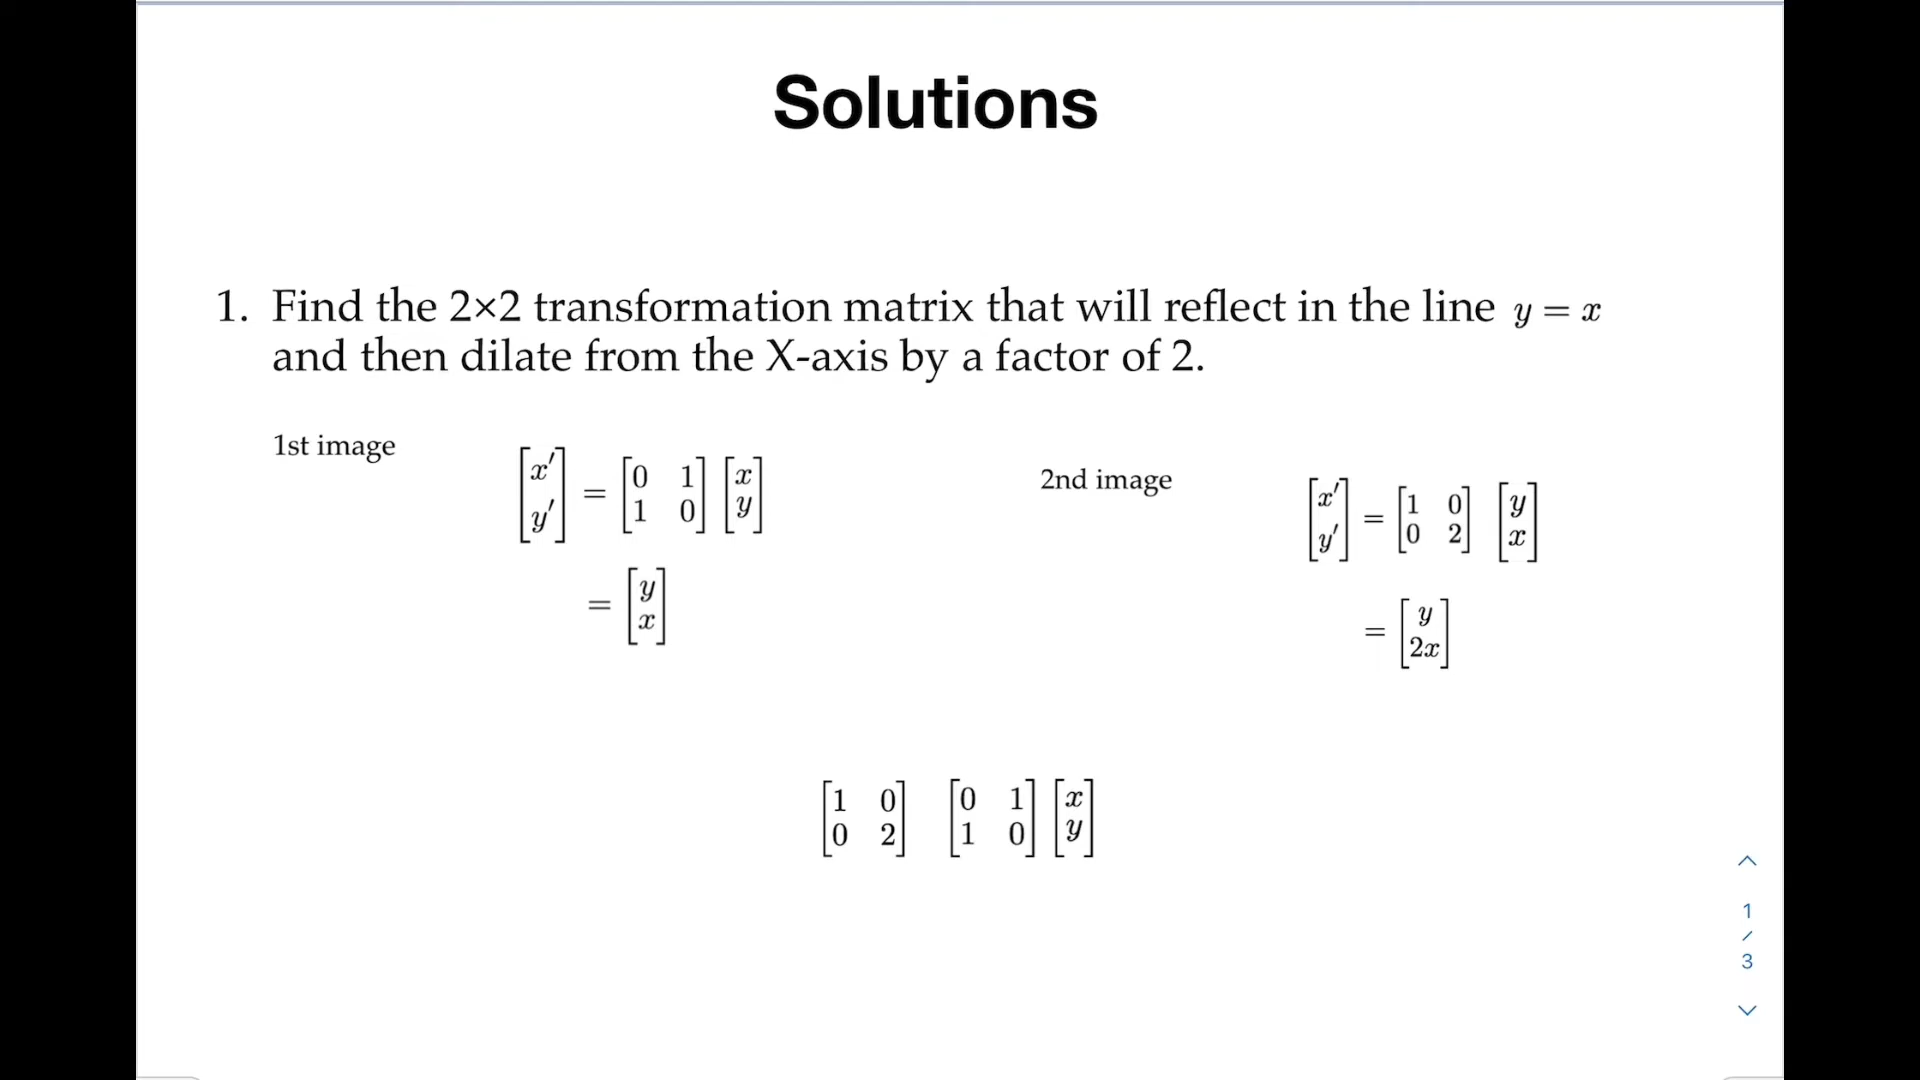 Solutions
1. Find the 2×2 transformation matrix that will reflect in the line y = x
and then dilate from the X-axis by a factor of 2.
1st image
[x′ y′] = [0 1 1 0] [x y]
= [y x]
2nd image
[x′ y′] = [1 0 0 2] [y x]
= [y 2x]
[1 0 0 2] [0 1 1 0] [x y]
1
/
3